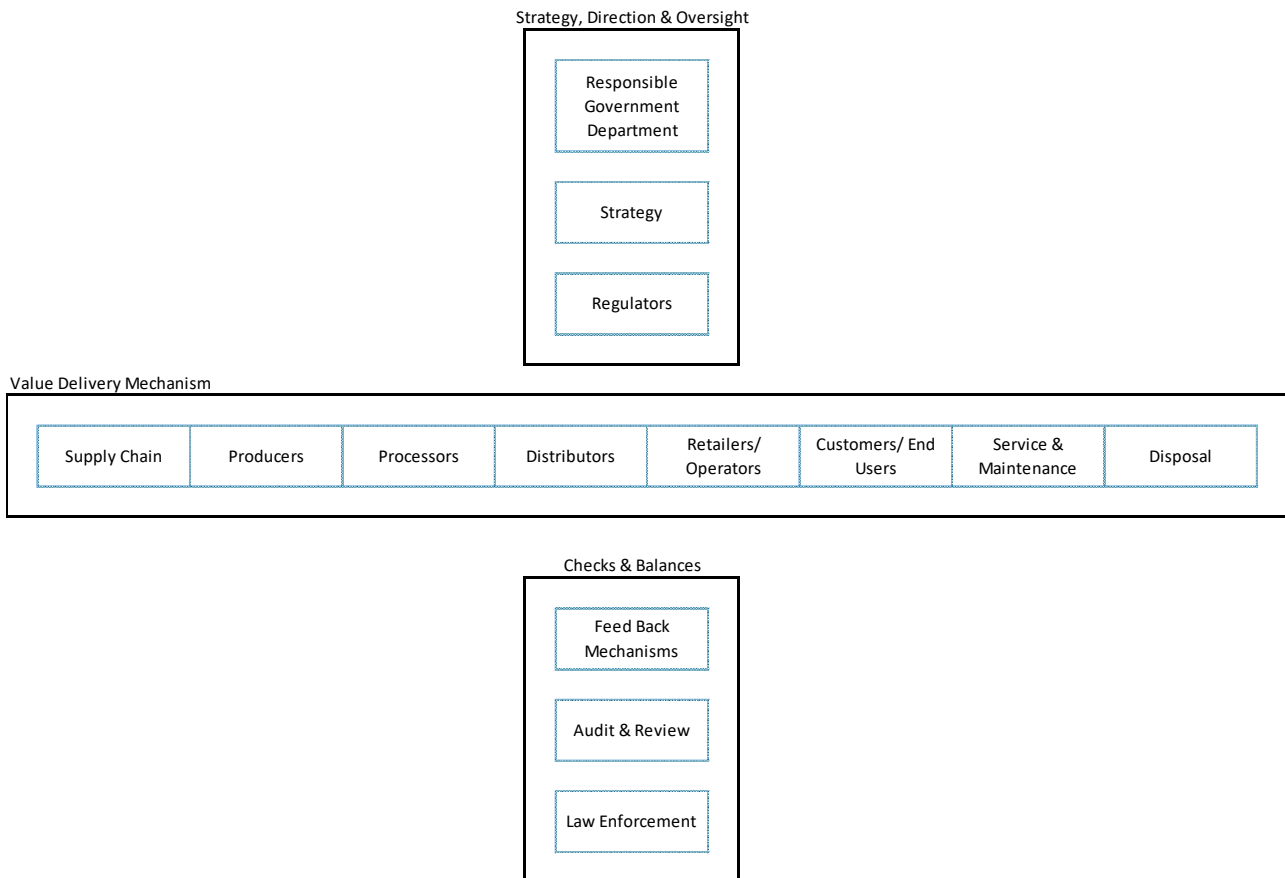 Strategy, Direction & Oversight
Responsible
Government
Department
Strategy
Regulators
Value Delivery Mechanism
Supply Chain
Producers
Processors
Distributors
Retailers/
Operators
Customers/ End
Users
Service &
Maintenance
Disposal
Checks & Balances
Feed Back
Mechanisms
Audit & Review
Law Enforcement